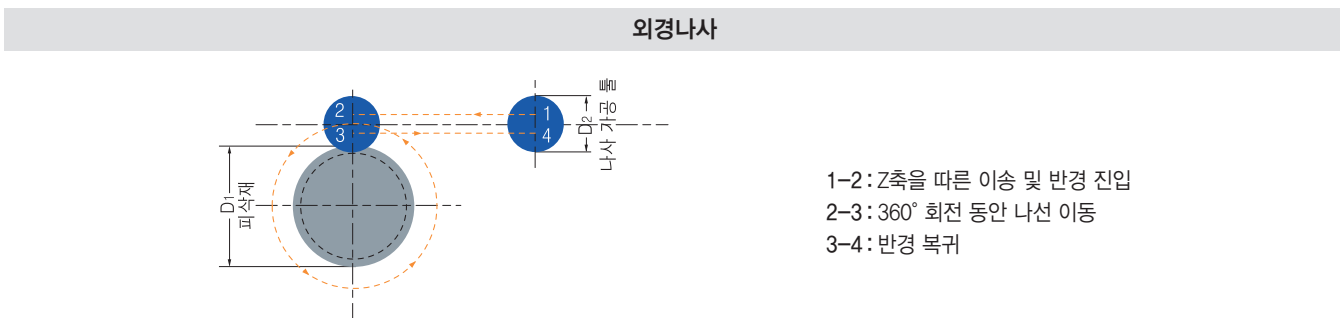 외경나사
2
3
1
4
D2
나사 가공 툴
D1
피삭재
1-2 : Z축을 따른 이송 및 반경 진입
2-3 : 360° 회전 동안 나선 이동
3-4 : 반경 복귀